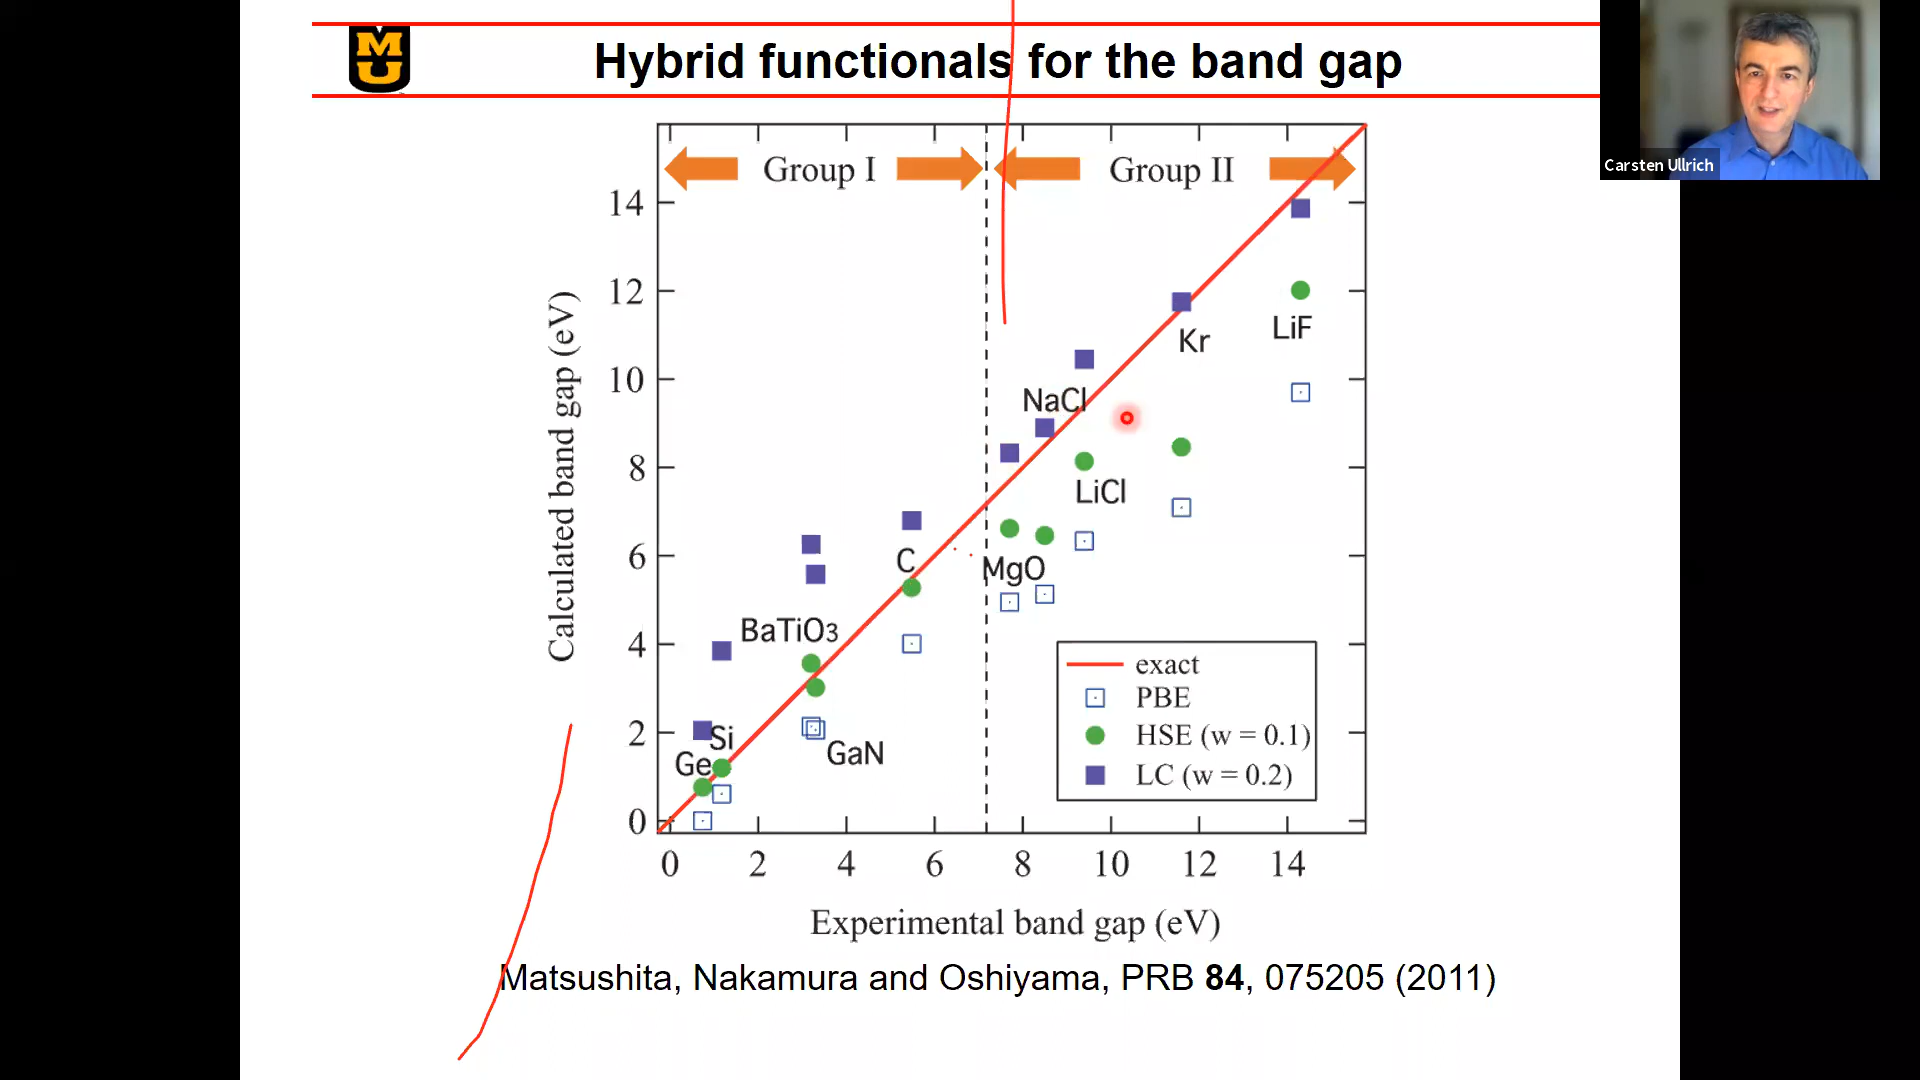 MU
Hybrid functionals for the band gap
Carsten Ullrich
Group I
Group II
Calculated band gap (eV)
14
12
10
8
6
4
2
0
LiF
Kr
NaCl
LiCl
C
MgO
BaTiO3
GaN
Si
Ge
exact
PBE
HSE (w = 0.1)
LC (w = 0.2)
0 2 4 6 8 10 12 14
Experimental band gap (eV)
Matsushita, Nakamura and Oshiyama, PRB 84, 075205 (2011)